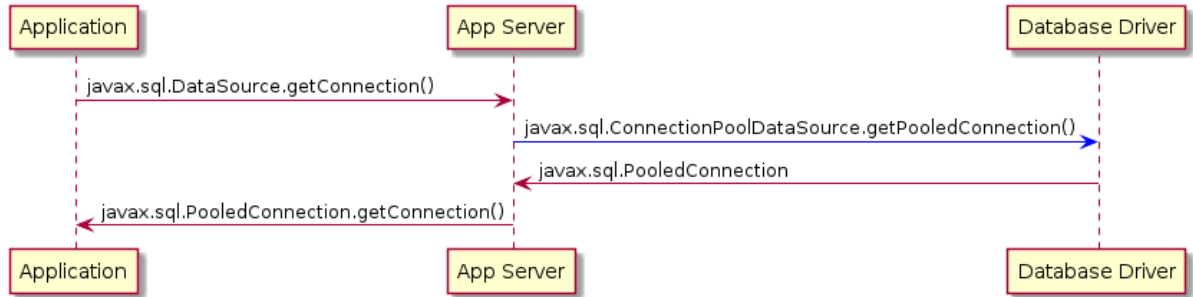 Application
App Server
Database Driver
javax.sql.DataSource.getConnection()
javax.sql.ConnectionPoolDataSource.getPooledConnection()
javax.sql.PooledConnection
javax.sql.PooledConnection.getConnection()
Application
App Server
Database Driver